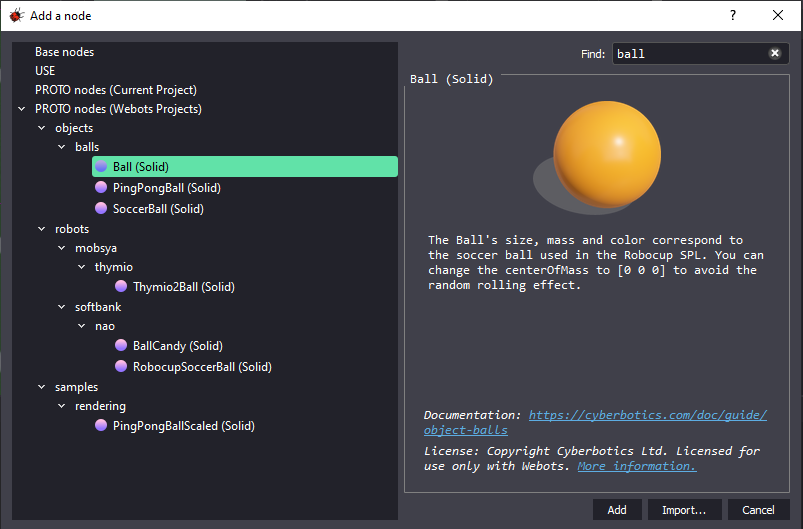 Add a node
?
Base nodes
USE
PROTO nodes (Current Project)
PROTO nodes (Webots Projects)
objects
balls
Ball (Solid)
PingPongBall (Solid)
SoccerBall (Solid)
robots
mobsya
thymio
Thymio2Ball (Solid)
softbank
nao
BallCandy (Solid)
RobocupSoccerBall (Solid)
samples
rendering
PingPongBallScaled (Solid)
Find: ball
Ball (Solid)
The Ball's size, mass and color correspond to
the soccer ball used in the Robocup SPL. You can
change the centerOfMass to [0 0 0] to avoid the
random rolling effect.
Documentation: https://cyberbotics.com/doc/guide/
object-balls
License: Copyright Cyberbotics Ltd. Licensed for
use only with Webots. More information.
Add
Import...
Cancel